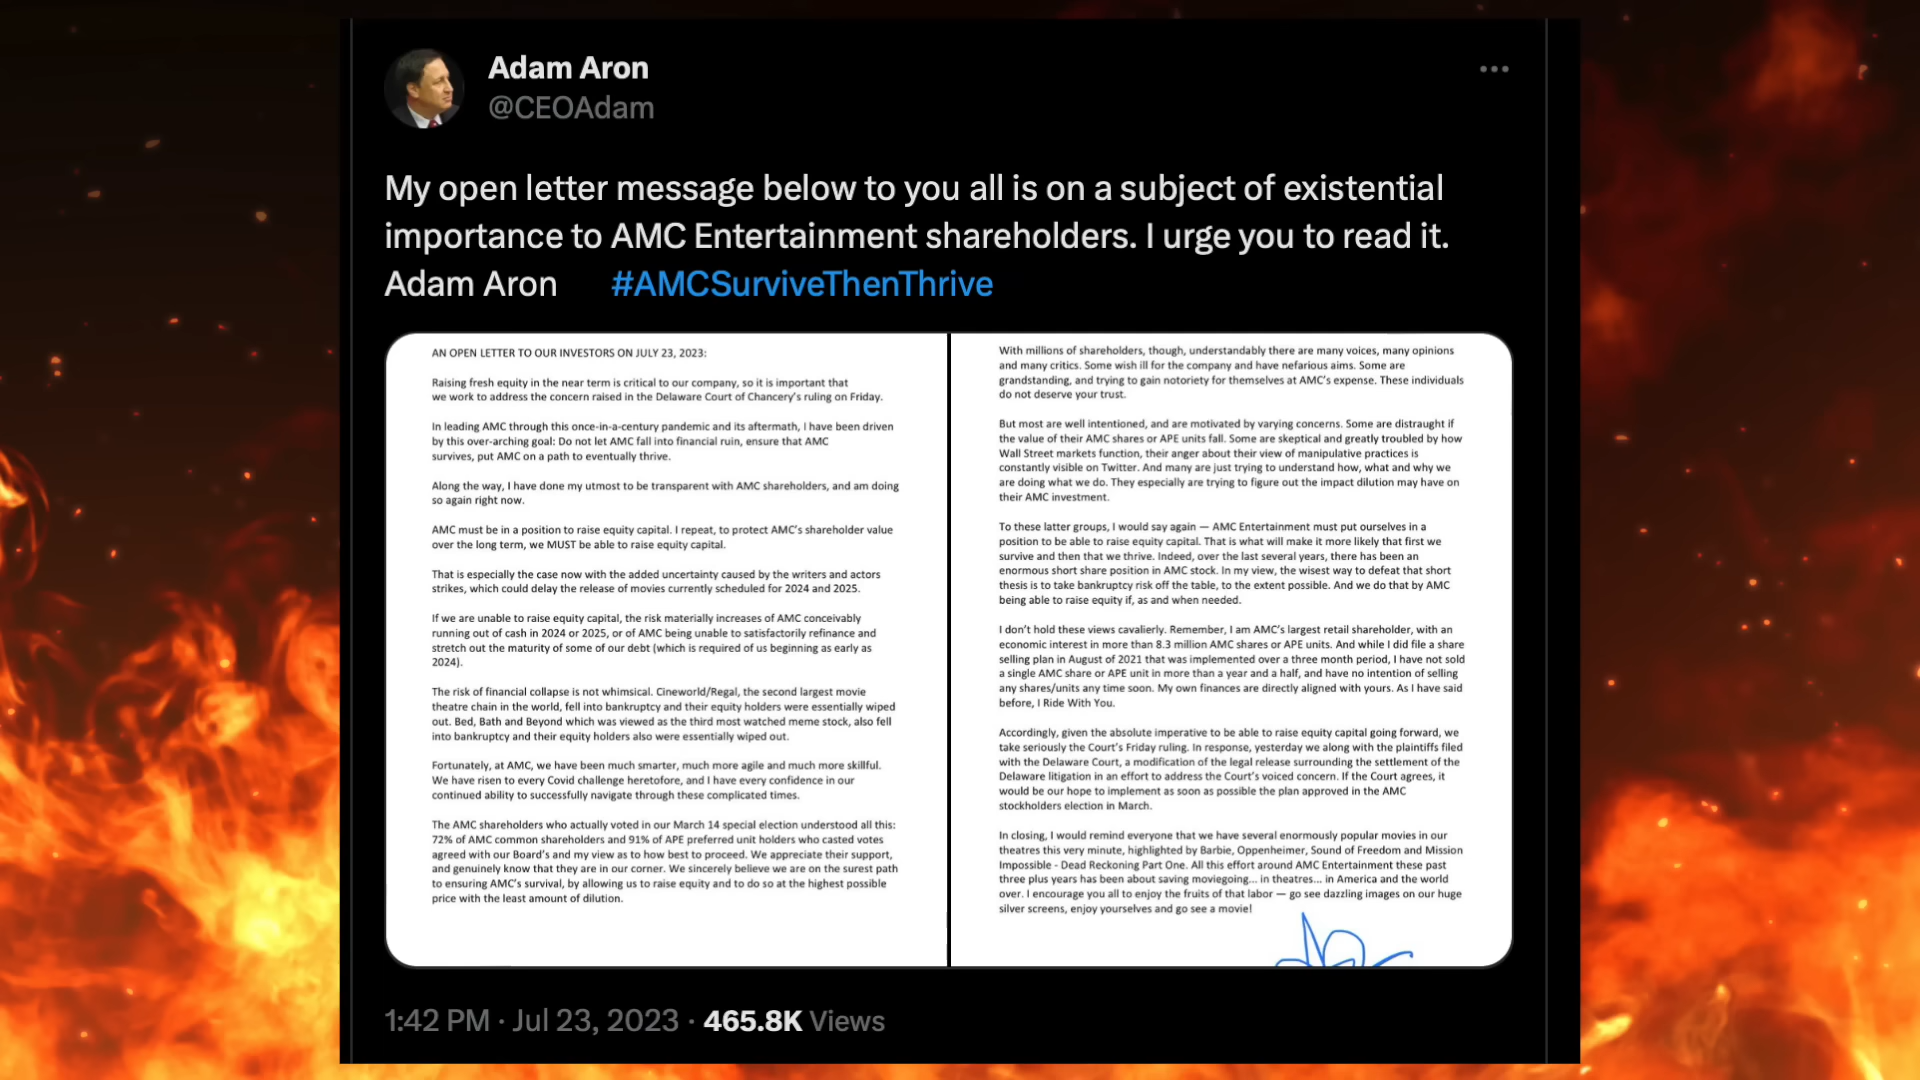 Adam Aron
@CEOAdam
My open letter message below to you all is on a subject of existential
importance to AMC Entertainment shareholders. I urge you to read it.
Adam Aron #AMCSurviveThenThrive
AN OPEN LETTER TO OUR INVESTORS ON JULY 23, 2023:
Raising fresh equity in the near term is critical to our company, so it is important that
we work to address the concern raised in the Delaware Court of Chancery's ruling on Friday.
In leading AMC through this once-in-a-century pandemic and its aftermath, I have been driven
by this over-arching goal: Do not let AMC fall into financial ruin, ensure that AMC
survives, put AMC on a path to eventually thrive.
Along the way, I have done my utmost to be transparent with AMC shareholders, and am doing
so again right now.
AMC must be in a position to raise equity capital. I repeat, to protect AMC's shareholder value
over the long term, we MUST be able to raise equity capital.
That is especially the case now with the added uncertainty caused by the writers and actors
strikes, which could delay the release of movies currently scheduled for 2024 and 2025.
If we are unable to raise equity capital, the risk materially increases of AMC conceivably
running out of cash in 2024 or 2025, or of AMC being unable to satisfactorily refinance and
stretch out the maturity of some of our debt (which is required of us beginning as early as
2024).
The risk of financial collapse is not whimsical. Cineworld/Regal, the second largest movie
theatre chain in the world, fell into bankruptcy and their equity holders were essentially wiped
out. Bed, Bath and Beyond which was viewed as the third most watched meme stock, also fell
into bankruptcy and their equity holders also were essentially wiped out.
Fortunately, at AMC, we have been much smarter, much more agile and much more skillful.
We have risen to every Covid challenge heretofore, and I have every confidence in our
continued ability to successfully navigate through these complicated times.
The AMC shareholders who actually voted in our March 14 special election understood all this:
72% of AMC common shareholders and 91% of APE preferred unit holders who casted votes
agreed with our Board's and my view as to how best to proceed. We appreciate their support,
and genuinely know that they are in our corner. We sincerely believe we are on the surest path
to ensuring AMC's survival, by allowing us to raise equity and to do so at the highest possible
price with the least amount of dilution.
With millions of shareholders, though, understandably there are many voices, many opinions
and many critics. Some wish ill for the company and have nefarious aims. Some are
grandstanding, and trying to gain notoriety for themselves at AMC's expense. These individuals
do not deserve your trust.
But most are well intentioned, and are motivated by varying concerns. Some are distraught if
the value of their AMC shares or APE units fall. Some are skeptical and greatly troubled by how
Wall Street markets function, their anger about their view of manipulative practices is
constantly visible on Twitter. And many are just trying to understand how, what and why we
are doing what we do. They especially are trying to figure out the impact dilution may have on
their AMC investment.
To these latter groups, I would say again — AMC Entertainment must put ourselves in a
position to be able to raise equity capital. That is what will make it more likely that first we
survive and then that we thrive. Indeed, over the last several years, there has been an
enormous short share position in AMC stock. In my view, the wisest way to defeat that short
thesis is to take bankruptcy risk off the table, to the extent possible. And we do that by AMC
being able to raise equity if, as and when needed.
I don't hold these views cavalierly. Remember, I am AMC's largest retail shareholder, with an
economic interest in more than 8.3 million AMC shares or APE units. And while I did file a share
selling plan in August of 2021 that was implemented over a three month period, I have not sold
a single AMC share or APE unit in more than a year and a half, and have no intention of selling
any shares/units any time soon. My own finances are directly aligned with yours. As I have said
before, I Ride With You.
Accordingly, given the absolute imperative to be able to raise equity capital going forward, we
take seriously the Court's Friday ruling. In response, yesterday we along with the plaintiffs filed
with the Delaware Court, a modification of the legal release surrounding the settlement of the
Delaware litigation in an effort to address the Court's voiced concern. If the Court agrees, it
would be our hope to implement as soon as possible the plan approved in the AMC
stockholders election in March.
In closing, I would remind everyone that we have several enormously popular movies in our
theatres this very minute, highlighted by Barbie, Oppenheimer, Sound of Freedom and Mission
Impossible - Dead Reckoning Part One. All this effort around AMC Entertainment these past
three plus years has been about saving moviegoing... in theatres... in America and the world
over. I encourage you all to enjoy the fruits of that labor — go see dazzling images on our huge
silver screens, enjoy yourselves and go see a movie!
1:42 PM · Jul 23, 2023 · 465.8K Views